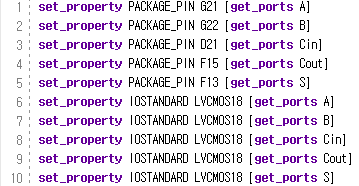 1 set_property PACKAGE_PIN G21 [get_ports A]
2 set_property PACKAGE_PIN G22 [get_ports B]
3 set_property PACKAGE_PIN D21 [get_ports Cin]
4 set_property PACKAGE_PIN F15 [get_ports Cout]
5 set_property PACKAGE_PIN F13 [get_ports S]
6 set_property IOSTANDARD LVCMOS18 [get_ports A]
7 set_property IOSTANDARD LVCMOS18 [get_ports B]
8 set_property IOSTANDARD LVCMOS18 [get_ports Cin]
9 set_property IOSTANDARD LVCMOS18 [get_ports Cout]
10 set_property IOSTANDARD LVCMOS18 [get_ports S]